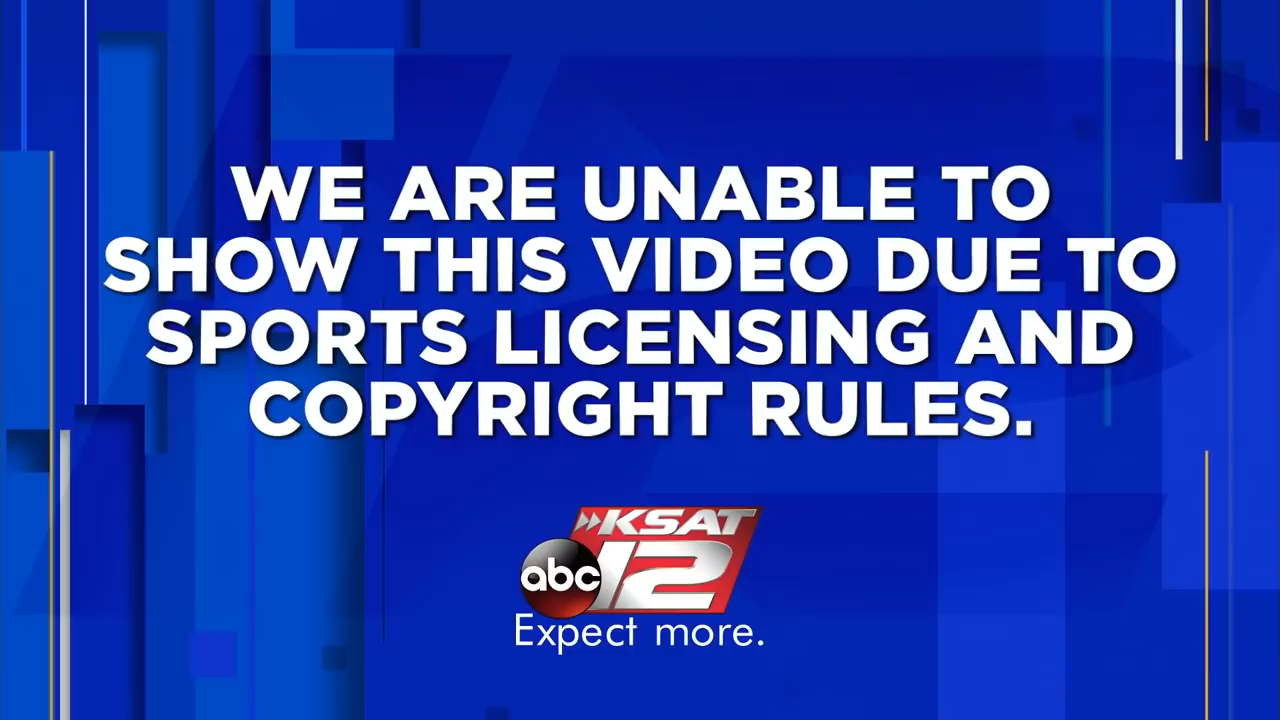 WE ARE UNABLE TO
SHOW THIS VIDEO DUE TO
SPORTS LICENSING AND
COPYRIGHT RULES.
KSAT
abc 12
Expect more.